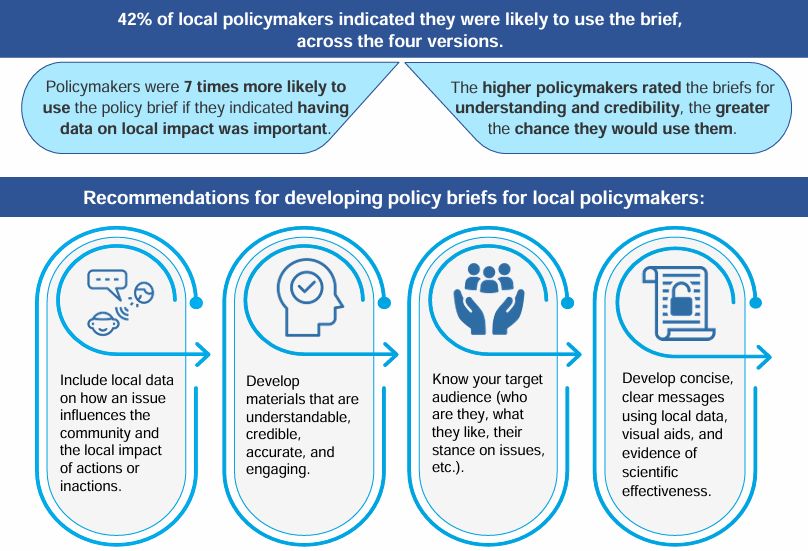 42% of local policymakers indicated they were likely to use the brief,
across the four versions.
Policymakers were 7 times more likely to
use the policy brief if they indicated having
data on local impact was important.
The higher policymakers rated the briefs for
understanding and credibility, the greater
the chance they would use them.
Recommendations for developing policy briefs for local policymakers:
Include local data
on how an issue
influences the
community and
the local impact
of actions or
inactions.
Develop
materials that are
understandable,
credible,
accurate, and
engaging.
Know your target
audience (who
are they, what
they like, their
stance on issues,
etc.).
Develop concise,
clear messages
using local data,
visual aids, and
evidence of
scientific
effectiveness.